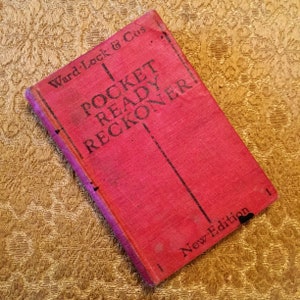 Ward·Lock & Co's
POCKET
READY
RECKONER
New Edition